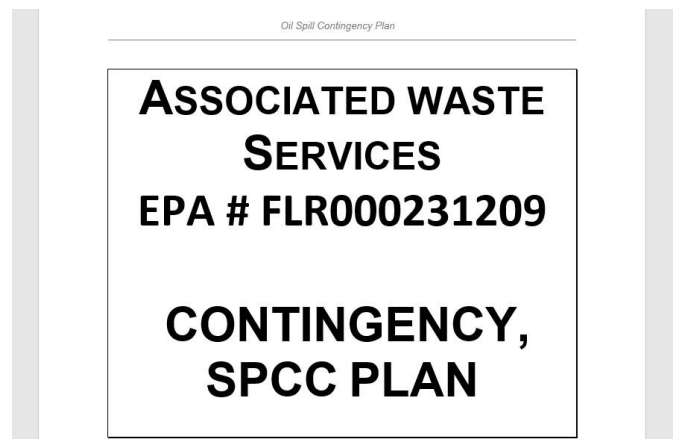 Oil Spill Contingency Plan
ASSOCIATED WASTE
SERVICES
EPA # FLR000231209
CONTINGENCY,
SPCC PLAN